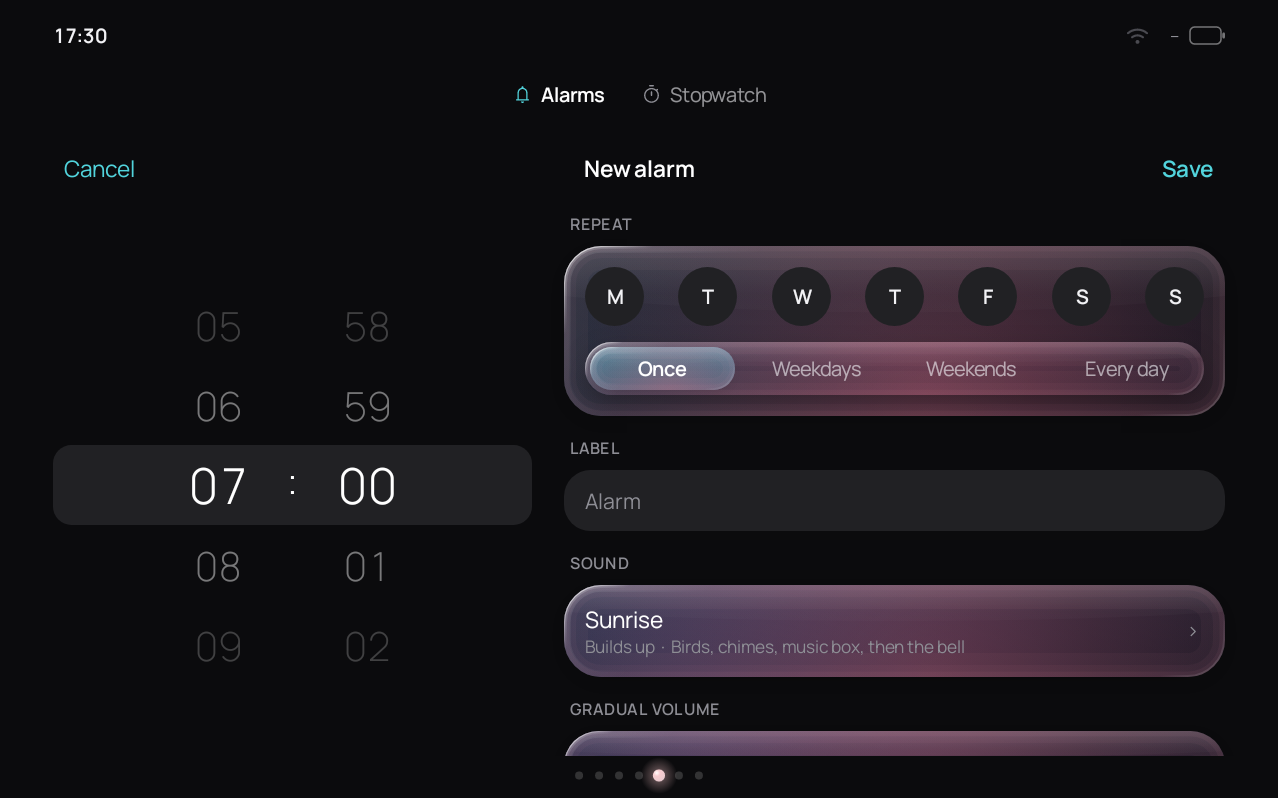 17:30
–
Alarms Stopwatch
Cancel
New alarm
Save
05 58
06 59
07 : 00
08 01
09 02
REPEAT
M T W T F S S
Once Weekdays Weekends Every day
LABEL
Alarm
SOUND
Sunrise
Builds up · Birds, chimes, music box, then the bell
GRADUAL VOLUME